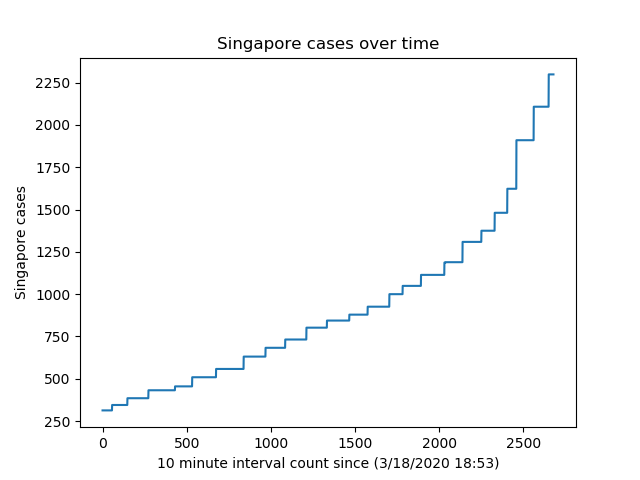 Singapore cases over time
2250
2000
1750
1500
1250
1000
750
500
250
Singapore cases
0 500 1000 1500 2000 2500
10 minute interval count since (3/18/2020 18:53)